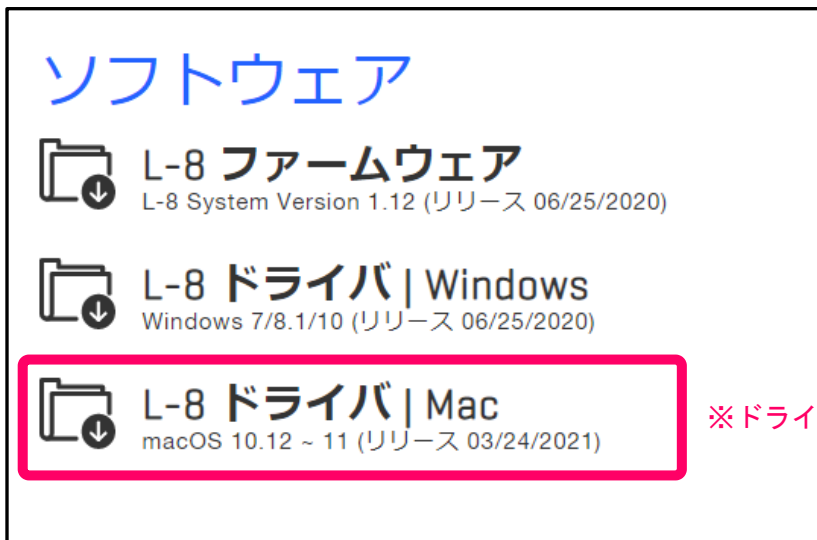 ソフトウェア
L-8 ファームウェア
L-8 System Version 1.12 (リリース 06/25/2020)
L-8 ドライバ | Windows
Windows 7/8.1/10 (リリース 06/25/2020)
L-8 ドライバ | Mac
macOS 10.12 ~ 11 (リリース 03/24/2021)
※ドライ